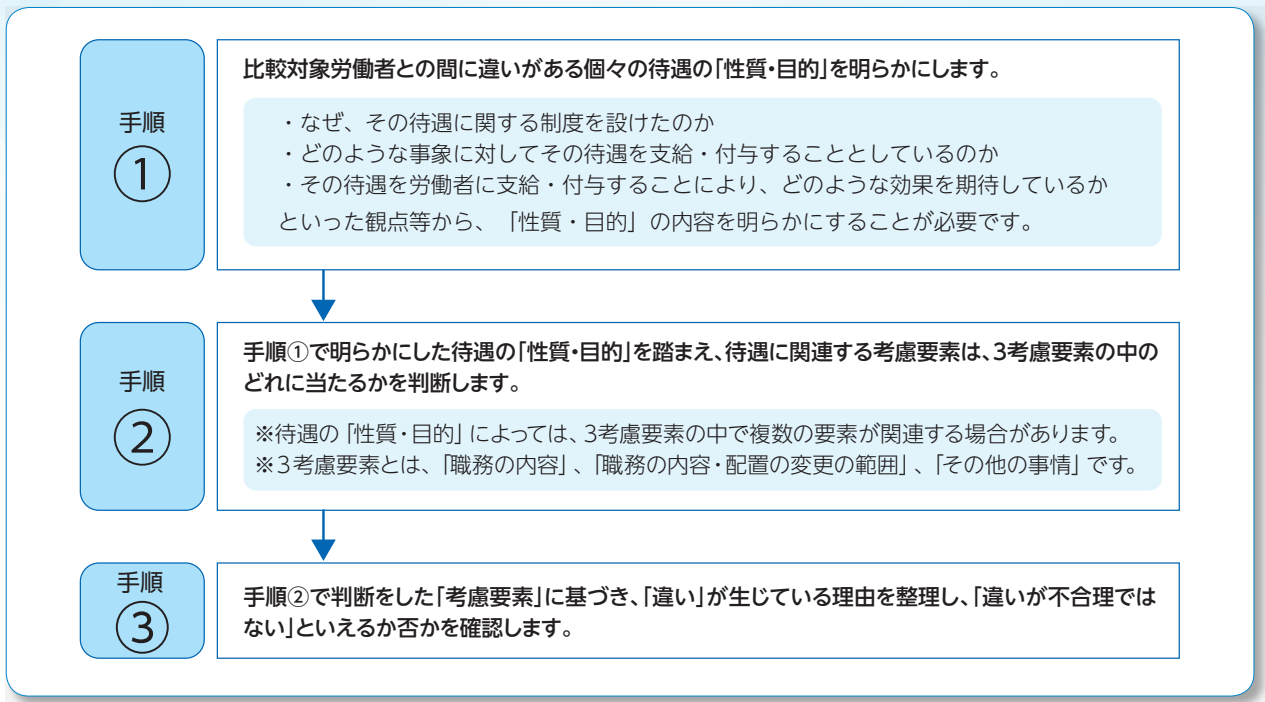 手順
①
比較対象労働者との間に違いがある個々の待遇の「性質・目的」を明らかにします。
・なぜ、その待遇に関する制度を設けたのか
・どのような事象に対してその待遇を支給・付与することとしているのか
・その待遇を労働者に支給・付与することにより、どのような効果を期待しているか
といった観点等から、「性質・目的」の内容を明らかにすることが必要です。
手順
②
手順①で明らかにした待遇の「性質・目的」を踏まえ、待遇に関連する考慮要素は、3考慮要素の中の
どれに当たるかを判断します。
※待遇の「性質・目的」によっては、3考慮要素の中で複数の要素が関連する場合があります。
※3考慮要素とは、「職務の内容」、「職務の内容・配置の変更の範囲」、「その他の事情」です。
手順
③
手順②で判断をした「考慮要素」に基づき、「違い」が生じている理由を整理し、「違いが不合理では
ない」といえるか否かを確認します。